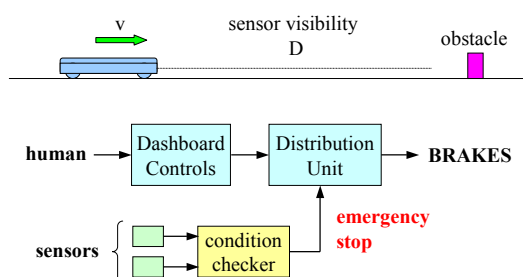 v
sensor visibility
D
obstacle
human
Dashboard
Controls
Distribution
Unit
BRAKES
emergency
stop
sensors
condition
checker